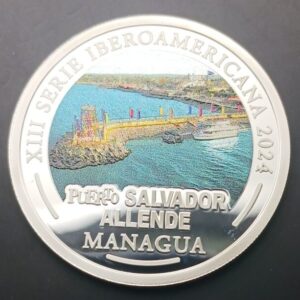 XIII SERIE IBEROAMERICANA 2024
PUERTO SALVADOR
ALLENDE
MANAGUA